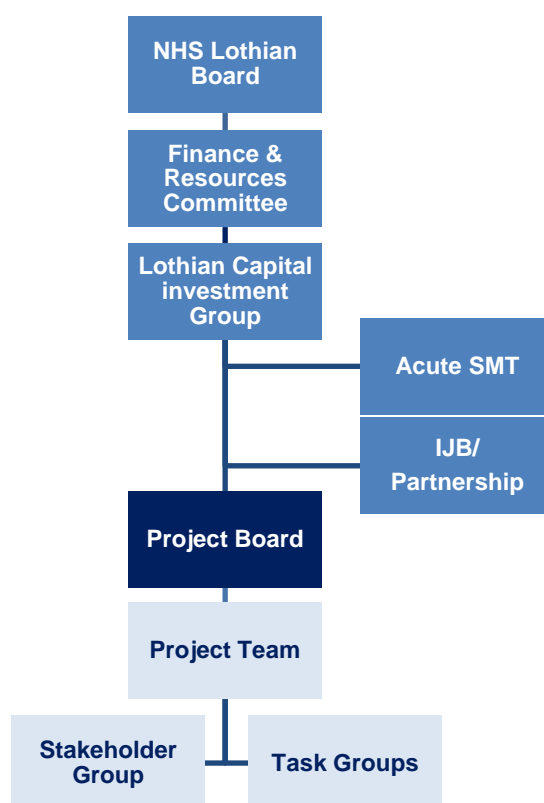 NHS Lothian
Board
Finance &
Resources
Committee
Lothian Capital
investment
Group
Acute SMT
IJB/
Partnership
Project Board
Project Team
Stakeholder
Group
Task Groups